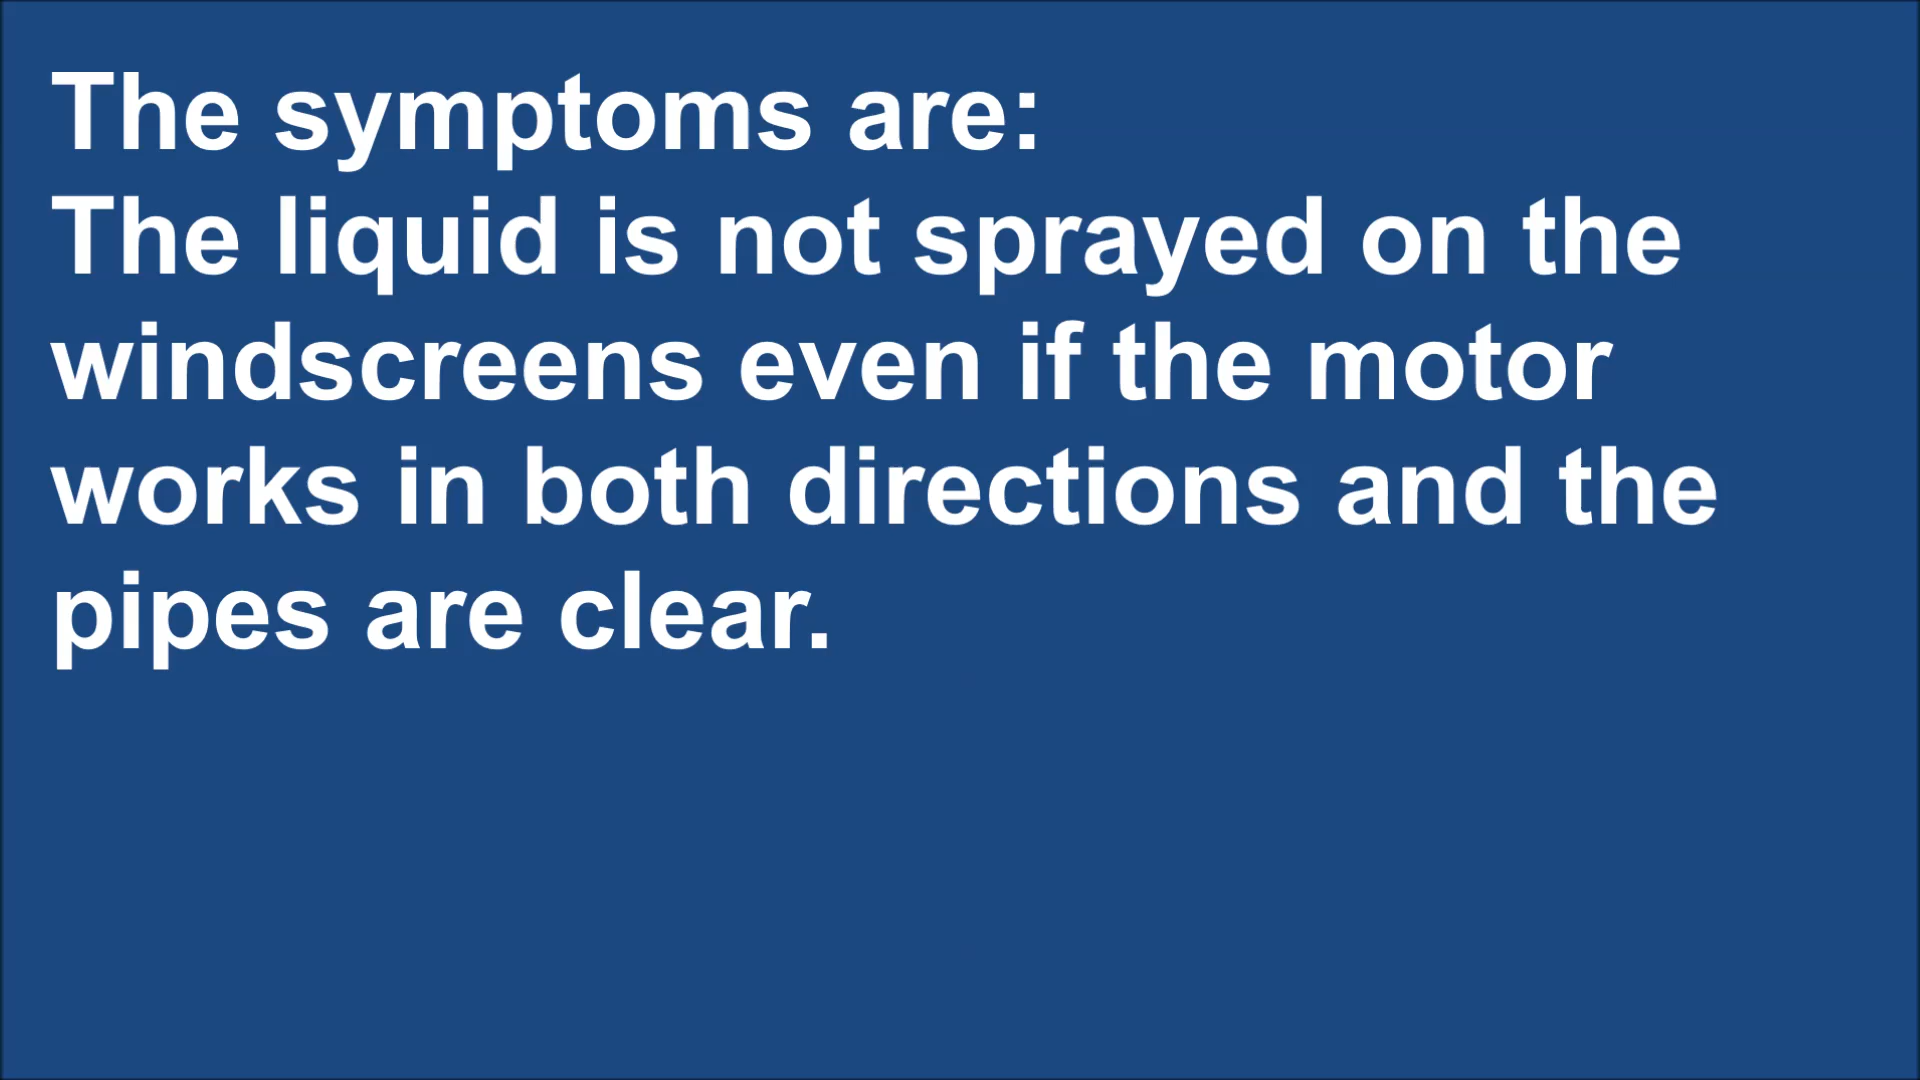 The symptoms are:
The liquid is not sprayed on the
windscreens even if the motor
works in both directions and the
pipes are clear.